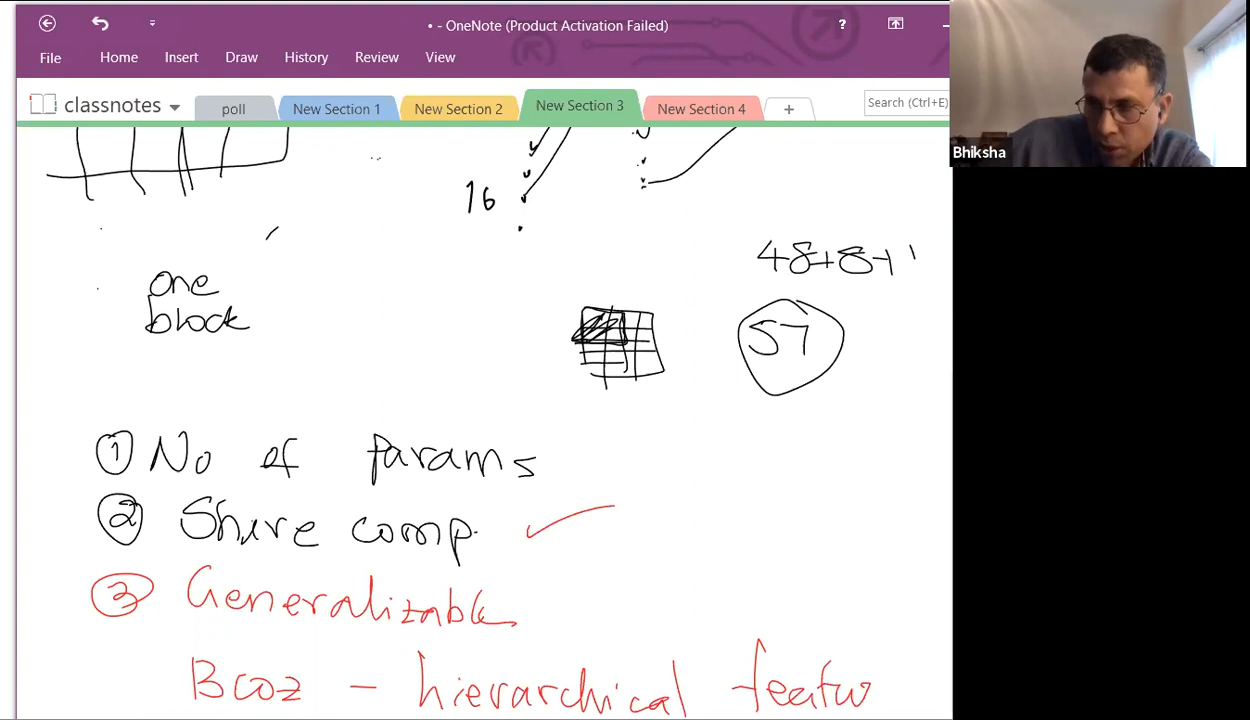 • - OneNote (Product Activation Failed)
?
File Home Insert Draw History Review View
classnotes poll New Section 1 New Section 2 New Section 3 New Section 4 + Search (Ctrl+E)
Bhiksha
16
48+8+1
one
block
57
① No of params
② Share comp.
③ Generalizable
Bcoz - hierarchical featu